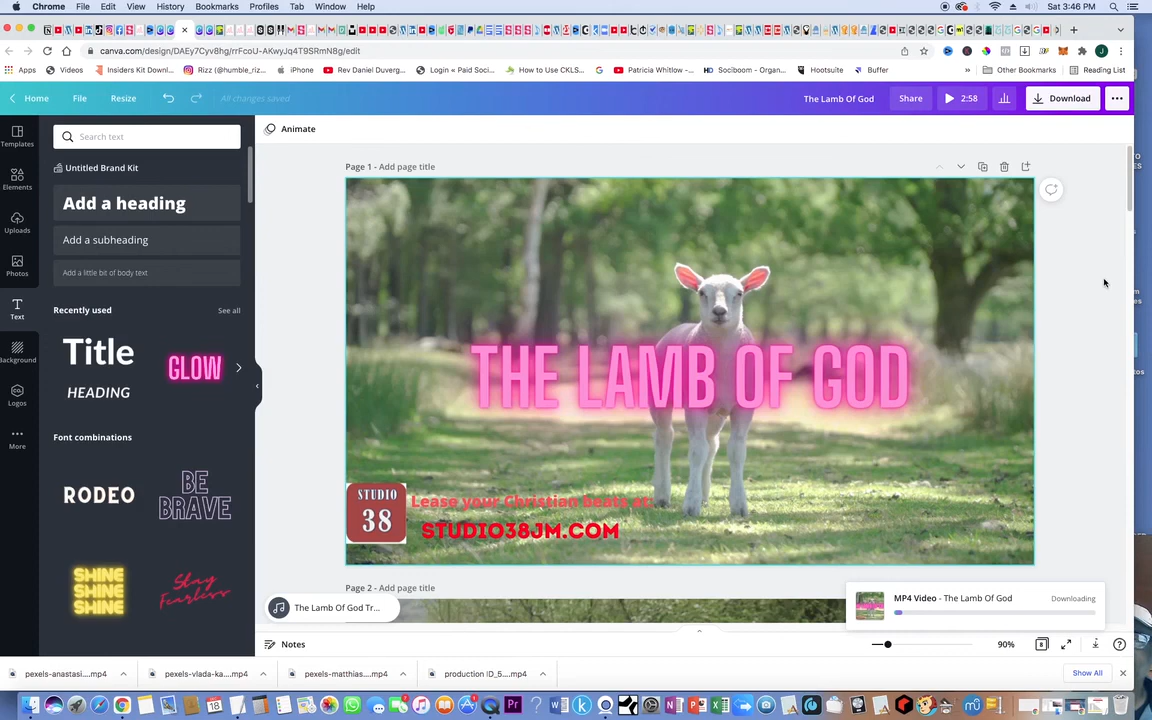 Chrome File Edit View History Bookmarks Profiles Tab Window Help
Sat 3:46 PM
canva.com/design/DAEy7Cyv8hg/rrFcoU-AKwyJq4T9SRmN8g/edit
Apps Videos Insiders Kit Downl... Rizz (@humble_riz... iPhone Rev Daniel Duverg... Login « Paid Soci... How to Use CKLS... Patricia Whitlow -... Sociboom - Organ... Hootsuite Buffer » Other Bookmarks Reading List
Home File Resize All changes saved The Lamb Of God Share 2:58 Download
Animate
Templates
Elements
Uploads
Photos
Text
Background
Logos
More
Search text
Untitled Brand Kit
Add a heading
Add a subheading
Add a little bit of body text
Recently used See all
Title
HEADING
GLOW
Font combinations
RODEO
BE
BRAVE
SHINE
SHINE
SHINE
Stay
Fearless
Page 1 - Add page title
THE LAMB OF GOD
STUDIO
38
Lease your Christian beats at:
STUDIO38JM.COM
Page 2 - Add page title
The Lamb Of God Tr...
MP4 Video - The Lamb Of God Downloading
Notes 90% 8
pexels-anastasi....mp4 pexels-vlada-ka....mp4 pexels-matthias....mp4 production ID_5....mp4 Show All